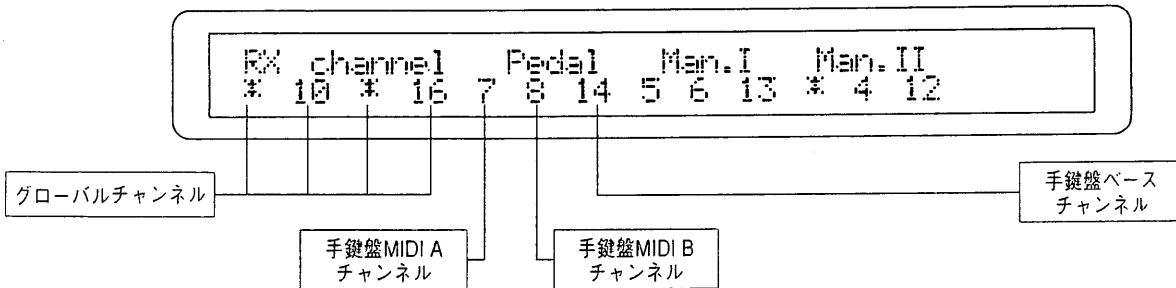 RX channel Pedal Man.I Man.II
* 10 * 16 7 8 14 5 6 13 * 4 12
グローバルチャンネル
手鍵盤ベース
チャンネル
手鍵盤MIDI A
チャンネル
手鍵盤MIDI B
チャンネル